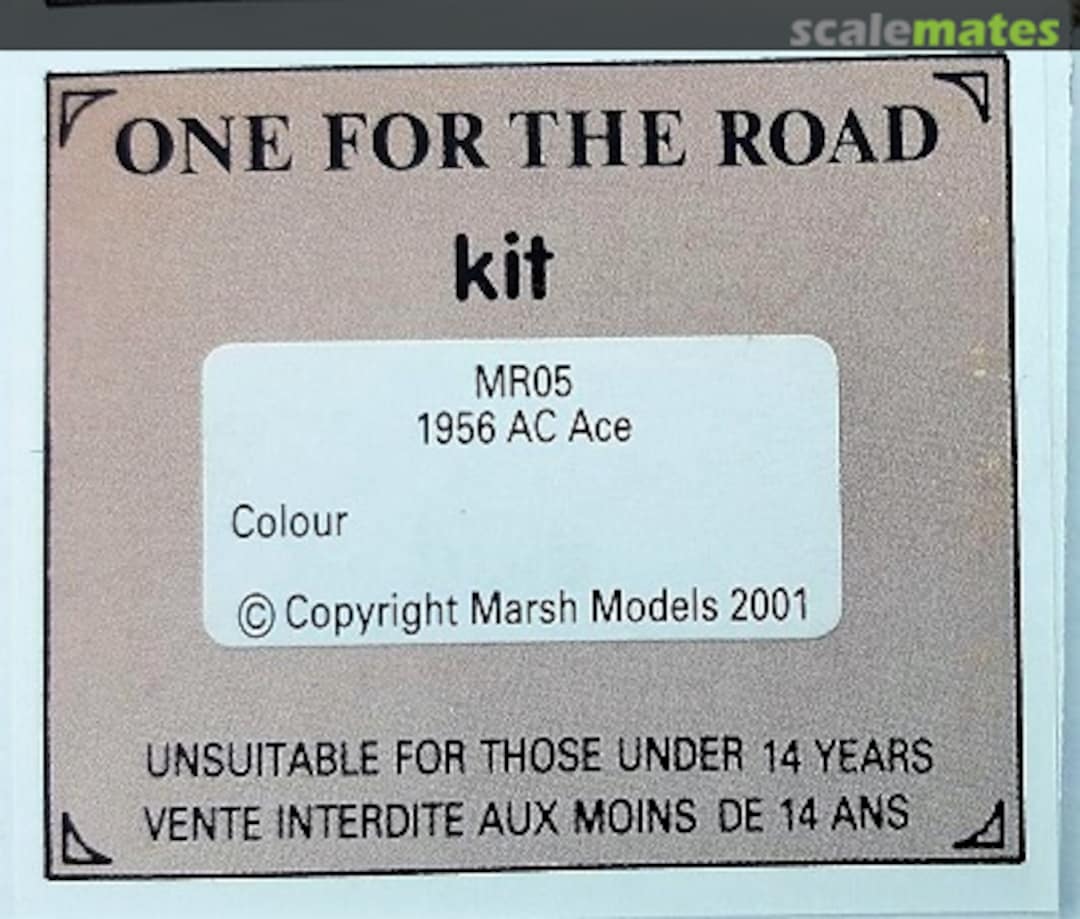 scalemates
ONE FOR THE ROAD
kit
MR05
1956 AC Ace
Colour
© Copyright Marsh Models 2001
UNSUITABLE FOR THOSE UNDER 14 YEARS
VENTE INTERDITE AUX MOINS DE 14 ANS